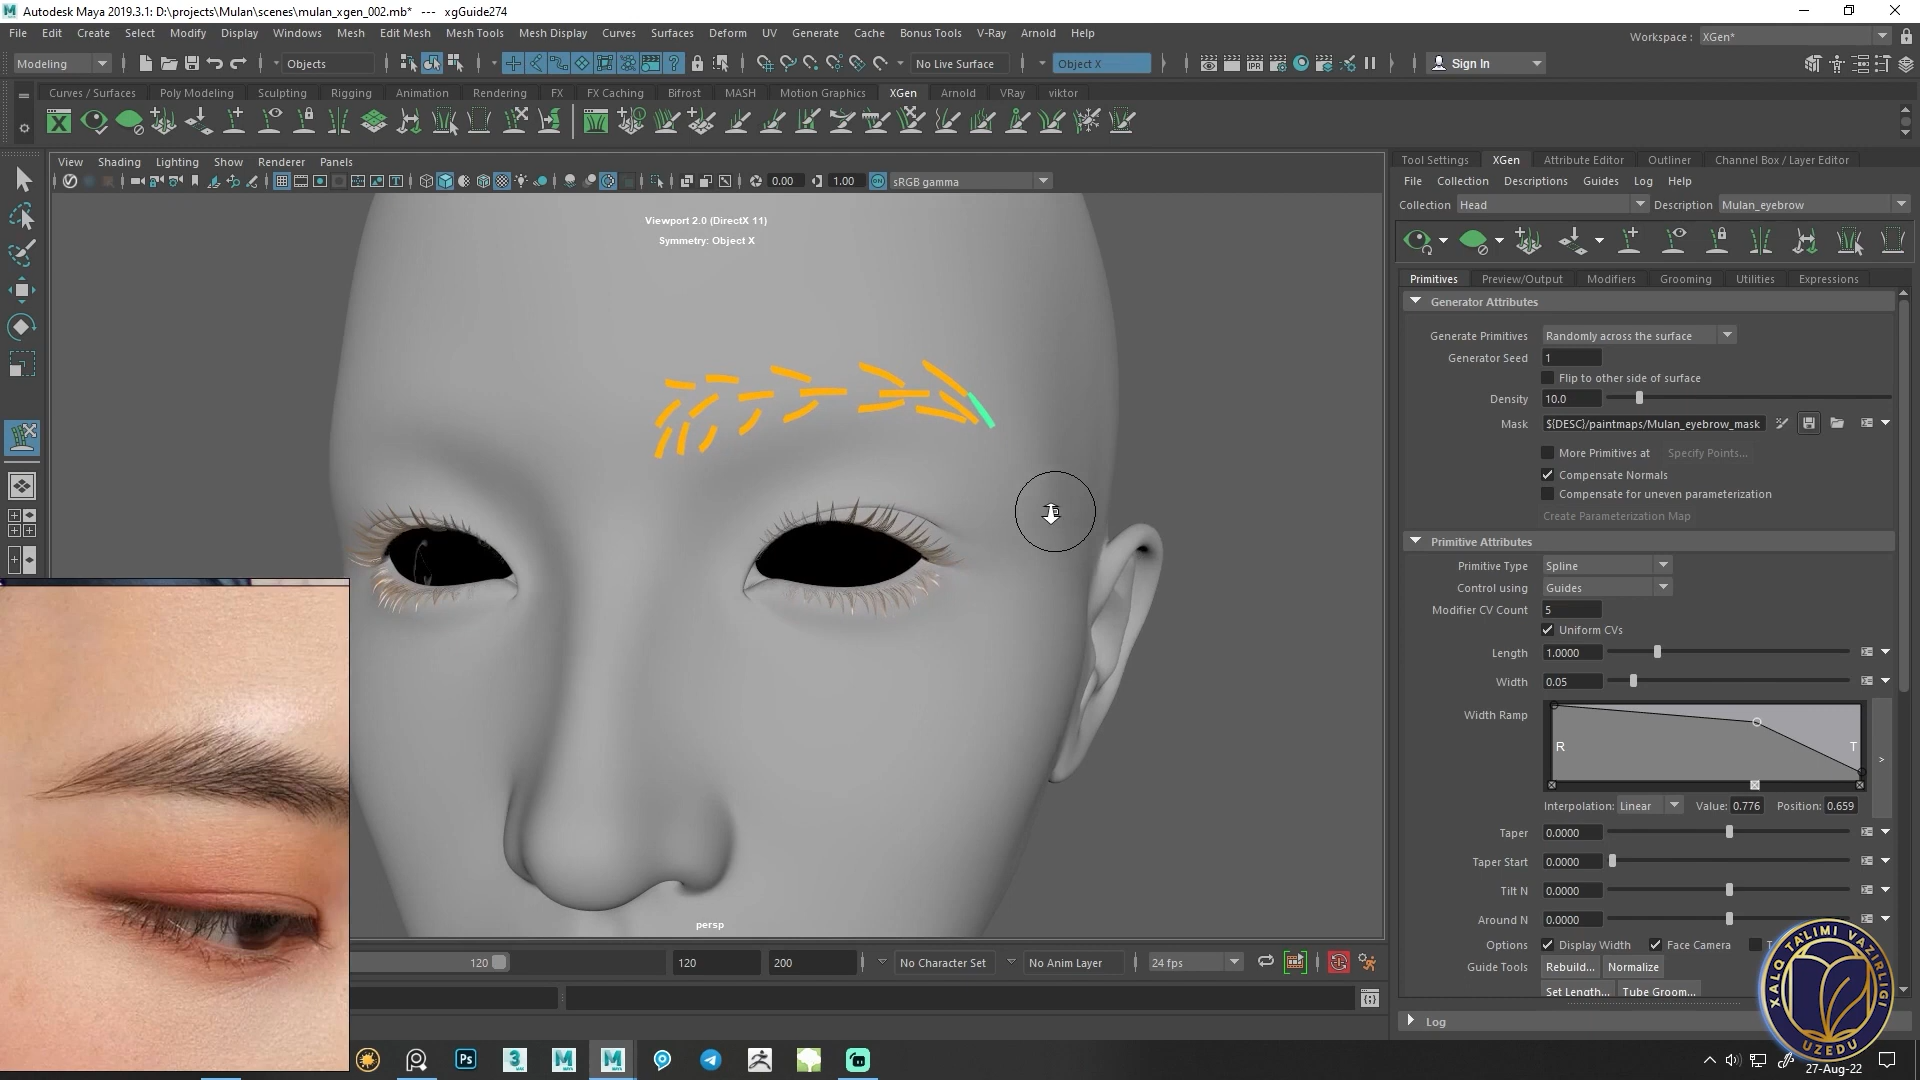 Autodesk Maya 2019.3.1: D:\projects\Mulan\scenes\mulan_xgen_002.mb*   ---   xgGuide274
File Edit Create Select Modify Display Windows Mesh Edit Mesh Mesh Tools Mesh Display Curves Surfaces Deform UV Generate Cache Bonus Tools V-Ray Arnold Help
Workspace : XGen*
Modeling Objects No Live Surface Object X Sign In
Curves / Surfaces Poly Modeling Sculpting Rigging Animation Rendering FX FX Caching Bifrost MASH Motion Graphics XGen Arnold VRay viktor
View Shading Lighting Show Renderer Panels
0.00 1.00 sRGB gamma
Viewport 2.0 (DirectX 11)
Symmetry: Object X
persp
Tool Settings XGen Attribute Editor Outliner Channel Box / Layer Editor
File Collection Descriptions Guides Log Help
Collection Head Description Mulan_eyebrow
Primitives Preview/Output Modifiers Grooming Utilities Expressions
Generator Attributes
Generate Primitives Randomly across the surface
Generator Seed 1
Flip to other side of surface
Density 10.0
Mask ${DESC}/paintmaps/Mulan_eyebrow_mask
More Primitives at Specify Points...
Compensate Normals
Compensate for uneven parameterization
Create Parameterization Map
Primitive Attributes
Primitive Type Spline
Control using Guides
Modifier CV Count 5
Uniform CVs
Length 1.0000
Width 0.05
Width Ramp
R T
>
Interpolation: Linear Value: 0.776 Position: 0.659
Taper 0.0000
Taper Start 0.0000
Tilt N 0.0000
Around N 0.0000
Options Display Width Face Camera
Guide Tools Rebuild... Normalize
Set Length... Tube Groom...
Log
120 120 200 No Character Set No Anim Layer 24 fps
XALQ TA'LIMI VAZIRLIGI
UZEDU
Ps
27-Aug-22